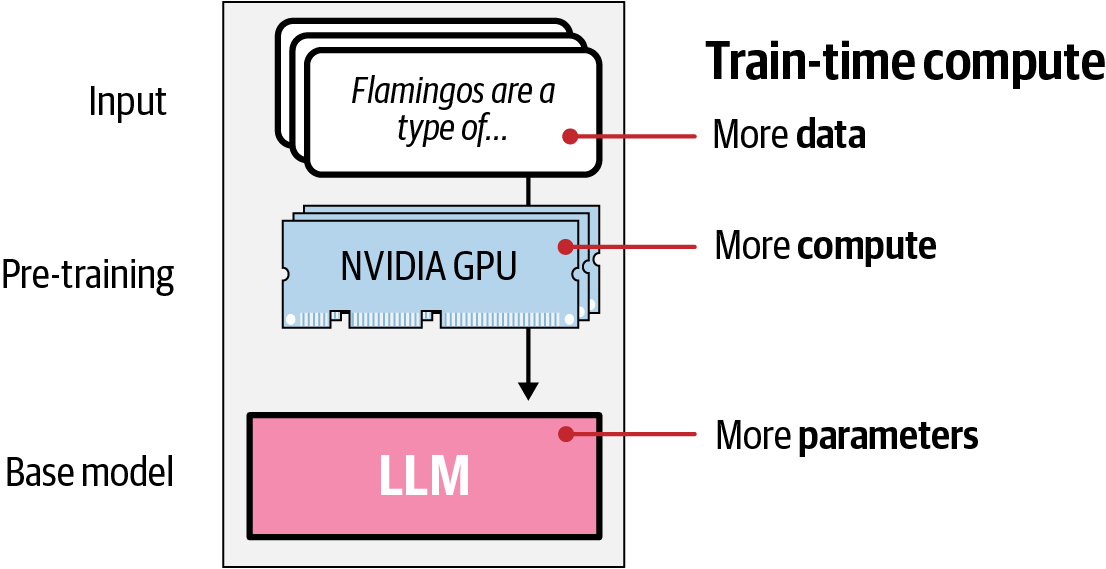 Train-time compute
Input
Flamingos are a
type of...
More data
Pre-training
NVIDIA GPU
More compute
Base model
LLM
More parameters